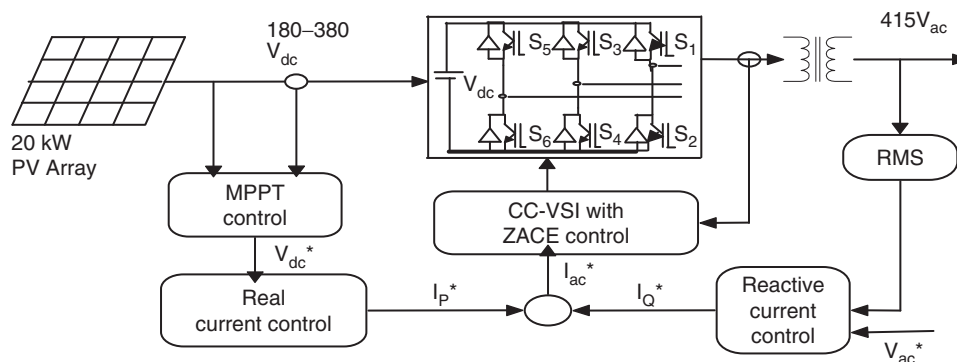 180–380
V_dc
415V_ac
S_5
S_3
S_1
V_dc
S_6
S_4
S_2
20 kW
PV Array
RMS
MPPT
control
CC-VSI with
ZACE control
V_dc*
I_ac*
Real
current control
I_P*
I_Q*
Reactive
current
control
V_ac*